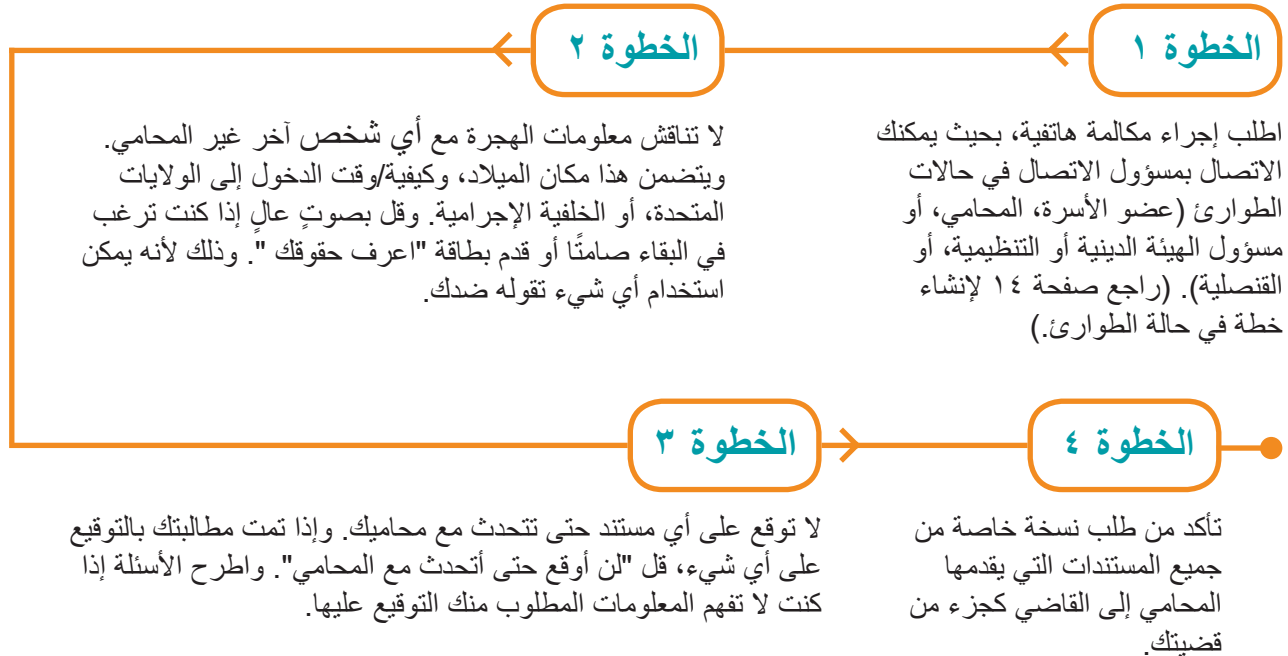 الخطوة ١
اطلب إجراء مكالمة هاتفية، بحيث يمكنك
الاتصال بمسؤول الاتصال في حالات
الطوارئ (عضو الأسرة، المحامي، أو
مسؤول الهيئة الدينية أو التنظيمية، أو
القنصلية). (راجع صفحة ١٤ لإنشاء
خطة في حالة الطوارئ.)
الخطوة ٢
لا تناقش معلومات الهجرة مع أي شخص آخر غير المحامي.
ويتضمن هذا مكان الميلاد، وكيفية/وقت الدخول إلى الولايات
المتحدة، أو الخلفية الإجرامية. وقل بصوتٍ عالٍ إذا كنت ترغب
في البقاء صامتًا أو قدم بطاقة "اعرف حقوقك ". وذلك لأنه يمكن
استخدام أي شيء تقوله ضدك.
الخطوة ٣
لا توقع على أي مستند حتى تتحدث مع محاميك. وإذا تمت مطالبتك بالتوقيع
على أي شيء، قل "لن أوقع حتى أتحدث مع المحامي". واطرح الأسئلة إذا
كنت لا تفهم المعلومات المطلوب منك التوقيع عليها.
الخطوة ٤
تأكد من طلب نسخة خاصة من
جميع المستندات التي يقدمها
المحامي إلى القاضي كجزء من
قضيتك.